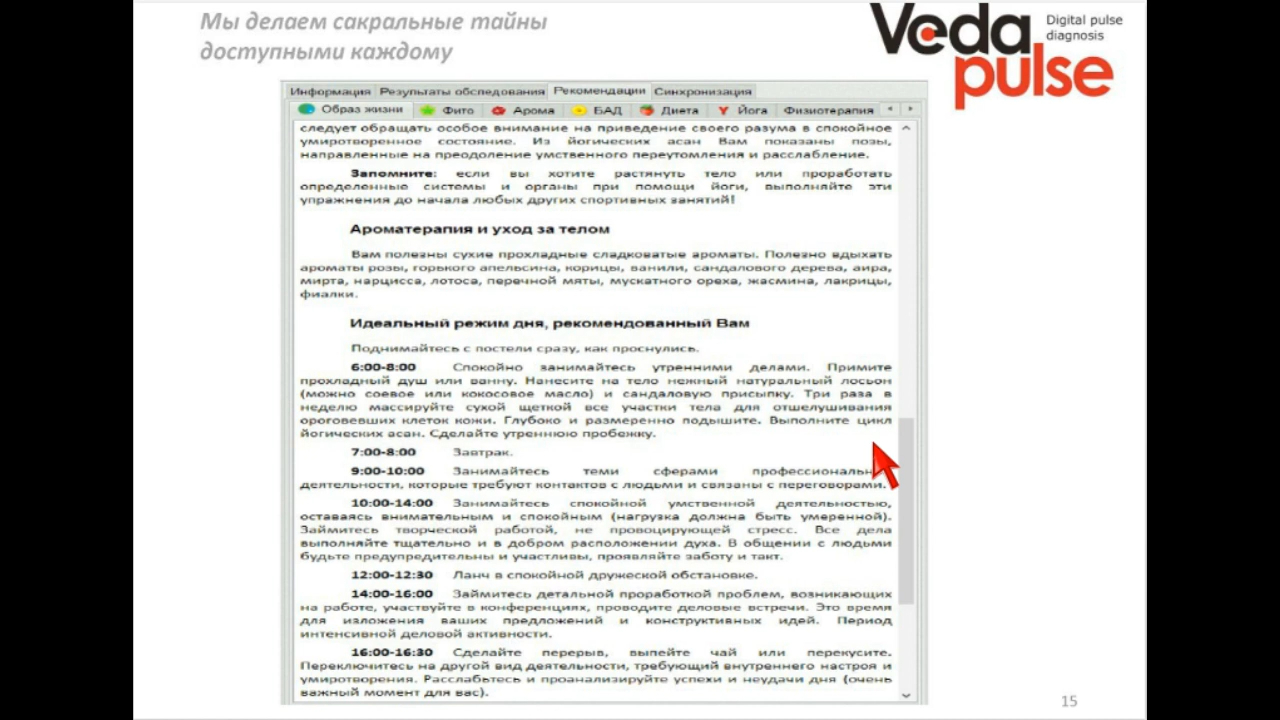 Мы делаем сакральные тайны
доступными каждому
Veda
pulse
Digital pulse
diagnosis
Информация Результаты обследования Рекомендации Синхронизация
Образ жизни Фито Арома БАД Диета Йога Физиотерапия
следует обращать особое внимание на приведение своего разума в спокойное
умиротворенное состояние. Из йогических асан Вам показаны позы,
направленные на преодоление умственного переутомления и расслабление.
Запомните: если вы хотите растянуть тело или проработать
определенные системы и органы при помощи йоги, выполняйте эти
упражнения до начала любых других спортивных занятий!
Ароматерапия и уход за телом
Вам полезны сухие прохладные сладковатые ароматы. Полезно вдыхать
ароматы розы, горького апельсина, корицы, ванили, сандалового дерева, аира,
мирта, нарцисса, лотоса, перечной мяты, мускатного ореха, жасмина, лакрицы,
фиалки.
Идеальный режим дня, рекомендованный Вам
Поднимайтесь с постели сразу, как проснулись.
6:00-8:00 Спокойно занимайтесь утренними делами. Примите
прохладный душ или ванну. Нанесите на тело нежный натуральный лосьон
(можно соевое или кокосовое масло) и сандаловую присыпку. Три раза в
неделю массируйте сухой щеткой все участки тела для отшелушивания
ороговевших клеток кожи. Глубоко и размеренно подышите. Выполните цикл
йогических асан. Сделайте утреннюю пробежку.
7:00-8:00 Завтрак.
9:00-10:00 Занимайтесь теми сферами профессиональн
деятельности, которые требуют контактов с людьми и связаны с переговорами.
10:00-14:00 Занимайтесь спокойной умственной деятельностью,
оставаясь внимательным и спокойным (нагрузка должна быть умеренной).
Займитесь творческой работой, не провоцирующей стресс. Все дела
выполняйте тщательно и в добром расположении духа. В общении с людьми
будьте предупредительны и участливы, проявляйте заботу и такт.
12:00-12:30 Ланч в спокойной дружеской обстановке.
14:00-16:00 Займитесь детальной проработкой проблем, возникающих
на работе, участвуйте в конференциях, проводите деловые встречи. Это время
для изложения ваших предложений и конструктивных идей. Период
интенсивной деловой активности.
16:00-16:30 Сделайте перерыв, выпейте чай или перекусите.
Переключитесь на другой вид деятельности, требующий внутреннего настроя и
умиротворения. Расслабьтесь и проанализируйте успехи и неудачи дня (очень
важный момент для вас).
15